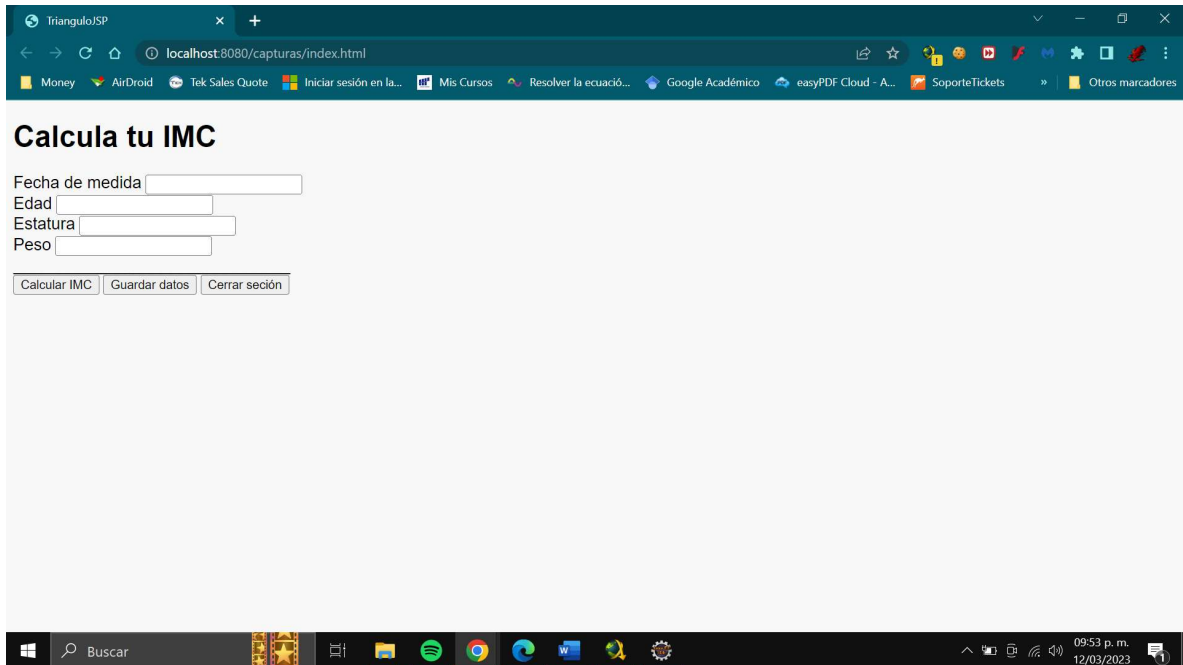 TrianguloJSP
localhost:8080/capturas/index.html
Money AirDroid Tek Sales Quote Iniciar sesión en la... Mis Cursos Resolver la ecuació... Google Académico easyPDF Cloud - A... SoporteTickets » Otros marcadores
Calcula tu IMC
Fecha de medida
Edad
Estatura
Peso
Calcular IMC Guardar datos Cerrar seción
Buscar
09:53 p. m.
12/03/2023